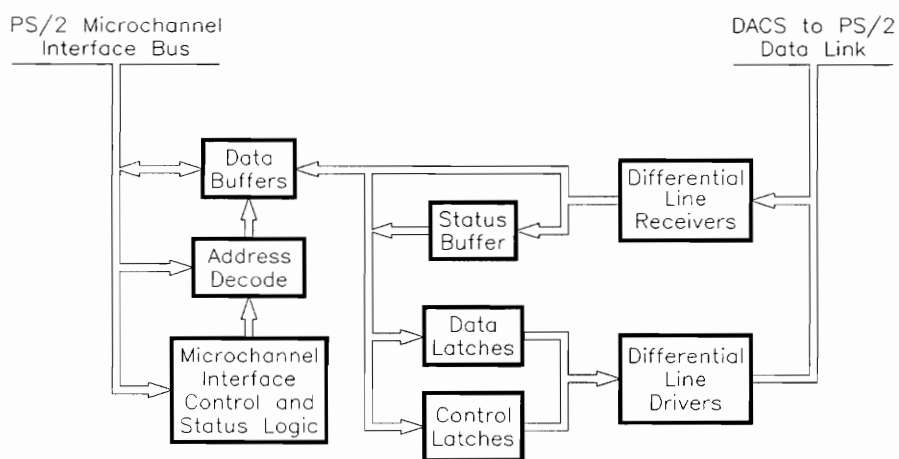 PS/2 Microchannel
Interface Bus
DACS to PS/2
Data Link
Data
Buffers
Differential
Line
Receivers
Status
Buffer
Address
Decode
Data
Latches
Microchannel
Interface
Control and
Status Logic
Differential
Line
Drivers
Control
Latches